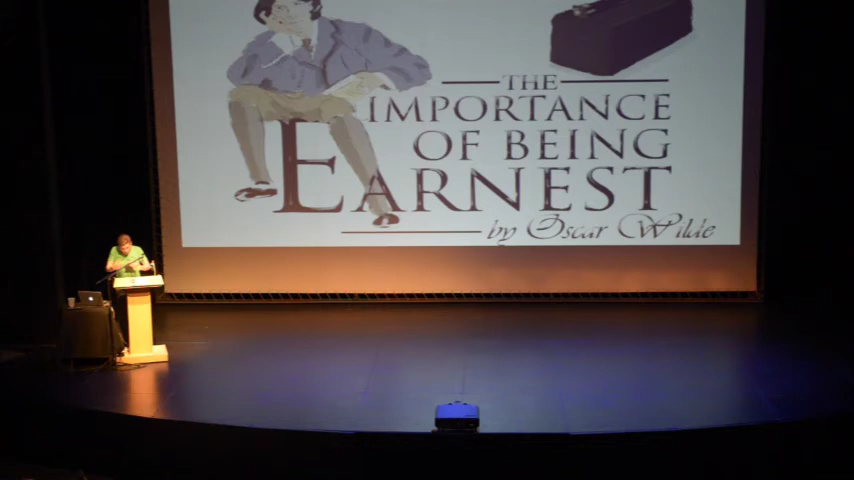 THE
IMPORTANCE
OF BEING
EARNEST
by Oscar Wilde